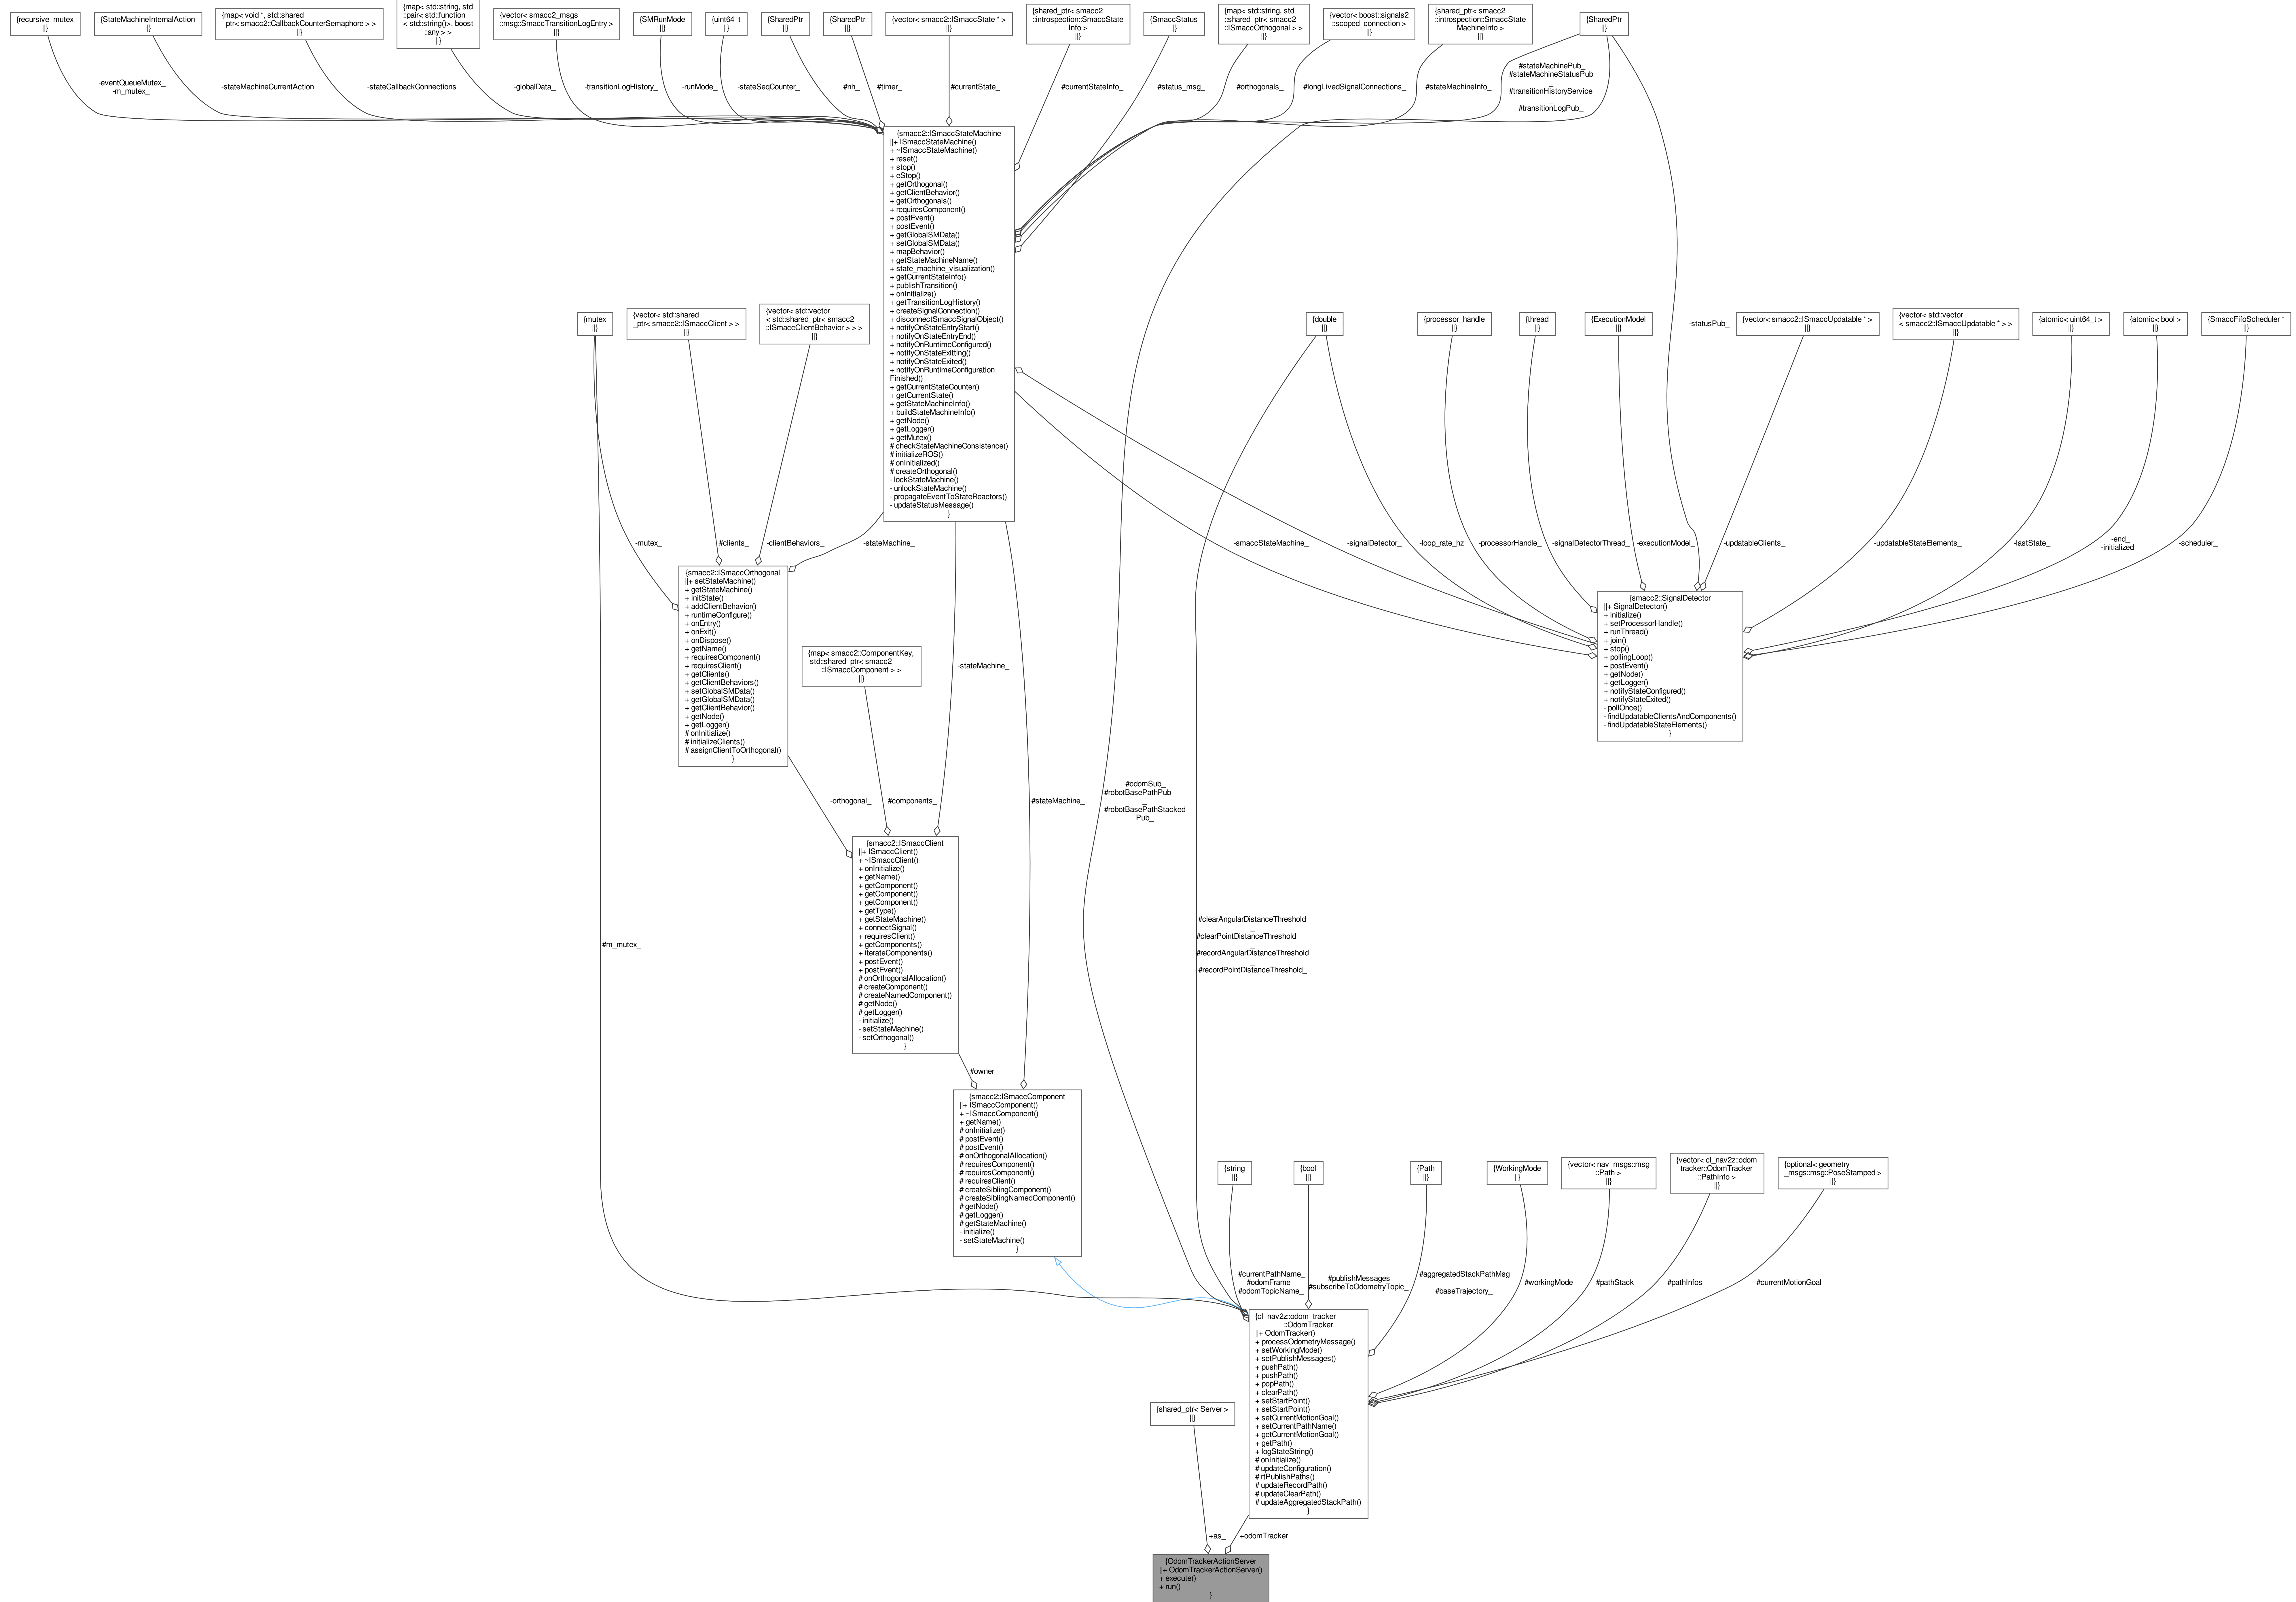 {recursive_mutex
||}
{StateMachineInternalAction
||}
{map< void *, std::shared
_ptr< smacc2::CallbackCounterSemaphore > >
||}
{map< std::string, std
::pair< std::function
< std::string()>, boost
::any > >
||}
{vector< smacc2_msgs
::msg::SmaccTransitionLogEntry >
||}
{SMRunMode
||}
{uint64_t
||}
{SharedPtr
||}
{SharedPtr
||}
{vector< smacc2::ISmaccState * >
||}
{shared_ptr< smacc2
::introspection::SmaccState
Info >
||}
{SmaccStatus
||}
{map< std::string, std
::shared_ptr< smacc2
::ISmaccOrthogonal > >
||}
{vector< boost::signals2
::scoped_connection >
||}
{shared_ptr< smacc2
::introspection::SmaccState
MachineInfo >
||}
{SharedPtr
||}
-eventQueueMutex_
-m_mutex_
-stateMachineCurrentAction
-stateCallbackConnections
-globalData_
-transitionLogHistory_
-runMode_
-stateSeqCounter_
#nh_
#timer_
#currentState_
#currentStateInfo_
#status_msg_
#orthogonals_
#longLivedSignalConnections_
#stateMachineInfo_
#stateMachinePub_
#stateMachineStatusPub
_
#transitionHistoryService
_
#transitionLogPub_
{smacc2::ISmaccStateMachine
||+ ISmaccStateMachine()
+ ~ISmaccStateMachine()
+ reset()
+ stop()
+ eStop()
+ getOrthogonal()
+ getClientBehavior()
+ getOrthogonals()
+ requiresComponent()
+ postEvent()
+ postEvent()
+ getGlobalSMData()
+ setGlobalSMData()
+ mapBehavior()
+ getStateMachineName()
+ state_machine_visualization()
+ getCurrentStateInfo()
+ publishTransition()
+ onInitialize()
+ getTransitionLogHistory()
+ createSignalConnection()
+ disconnectSmaccSignalObject()
+ notifyOnStateEntryStart()
+ notifyOnStateEntryEnd()
+ notifyOnRuntimeConfigured()
+ notifyOnStateExitting()
+ notifyOnStateExited()
+ notifyOnRuntimeConfiguration
Finished()
+ getCurrentStateCounter()
+ getCurrentState()
+ getStateMachineInfo()
+ buildStateMachineInfo()
+ getNode()
+ getLogger()
+ getMutex()
# checkStateMachineConsistence()
# initializeROS()
# onInitialized()
# createOrthogonal()
- lockStateMachine()
- unlockStateMachine()
- propagateEventToStateReactors()
- updateStatusMessage()
}
{mutex
||}
{vector< std::shared
_ptr< smacc2::ISmaccClient > >
||}
{vector< std::vector
< std::shared_ptr< smacc2
::ISmaccClientBehavior > > >
||}
{double
||}
{processor_handle
||}
{thread
||}
{ExecutionModel
||}
-statusPub_
{vector< smacc2::ISmaccUpdatable * >
||}
{vector< std::vector
< smacc2::ISmaccUpdatable * > >
||}
{atomic< uint64_t >
||}
{atomic< bool >
||}
{SmaccFifoScheduler *
||}
-mutex_
#clients_
-clientBehaviors_
-stateMachine_
-smaccStateMachine_
-signalDetector_
-loop_rate_hz
-processorHandle_
-signalDetectorThread_
-executionModel_
-updatableClients_
-updatableStateElements_
-lastState_
-end_
-initialized_
-scheduler_
{smacc2::ISmaccOrthogonal
||+ setStateMachine()
+ getStateMachine()
+ initState()
+ addClientBehavior()
+ runtimeConfigure()
+ onEntry()
+ onExit()
+ onDispose()
+ getName()
+ requiresComponent()
+ requiresClient()
+ getClients()
+ getClientBehaviors()
+ setGlobalSMData()
+ getGlobalSMData()
+ getClientBehavior()
+ getNode()
+ getLogger()
# onInitialize()
# initializeClients()
# assignClientToOrthogonal()
}
{smacc2::SignalDetector
||+ SignalDetector()
+ initialize()
+ setProcessorHandle()
+ runThread()
+ join()
+ stop()
+ pollingLoop()
+ postEvent()
+ getNode()
+ getLogger()
+ notifyStateConfigured()
+ notifyStateExited()
- pollOnce()
- findUpdatableClientsAndComponents()
- findUpdatableStateElements()
}
{map< smacc2::ComponentKey,
std::shared_ptr< smacc2
::ISmaccComponent > >
||}
-stateMachine_
-orthogonal_
#components_
#stateMachine_
#odomSub_
#robotBasePathPub
_
#robotBasePathStacked
Pub_
{smacc2::ISmaccClient
||+ ISmaccClient()
+ ~ISmaccClient()
+ onInitialize()
+ getName()
+ getComponent()
+ getComponent()
+ getComponent()
+ getType()
+ getStateMachine()
+ connectSignal()
+ requiresClient()
+ getComponents()
+ iterateComponents()
+ postEvent()
+ postEvent()
# onOrthogonalAllocation()
# createComponent()
# createNamedComponent()
# getNode()
# getLogger()
- initialize()
- setStateMachine()
- setOrthogonal()
}
#m_mutex_
#clearAngularDistanceThreshold
_
#clearPointDistanceThreshold
_
#recordAngularDistanceThreshold
_
#recordPointDistanceThreshold_
#owner_
{smacc2::ISmaccComponent
||+ ISmaccComponent()
+ ~ISmaccComponent()
+ getName()
# onInitialize()
# postEvent()
# postEvent()
# onOrthogonalAllocation()
# requiresComponent()
# requiresComponent()
# requiresClient()
# createSiblingComponent()
# createSiblingNamedComponent()
# getNode()
# getLogger()
# getStateMachine()
- initialize()
- setStateMachine()
}
{string
||}
{bool
||}
{Path
||}
{WorkingMode
||}
{vector< nav_msgs::msg
::Path >
||}
{vector< cl_nav2z::odom
_tracker::OdomTracker
::PathInfo >
||}
{optional< geometry
_msgs::msg::PoseStamped >
||}
#currentPathName_
#odomFrame_
#odomTopicName_
#publishMessages
#subscribeToOdometryTopic_
#aggregatedStackPathMsg
_
#baseTrajectory_
#workingMode_
#pathStack_
#pathInfos_
#currentMotionGoal_
{cl_nav2z::odom_tracker
::OdomTracker
||+ OdomTracker()
+ processOdometryMessage()
+ setWorkingMode()
+ setPublishMessages()
+ pushPath()
+ pushPath()
+ popPath()
+ clearPath()
+ setStartPoint()
+ setStartPoint()
+ setCurrentMotionGoal()
+ setCurrentPathName()
+ getCurrentMotionGoal()
+ getPath()
+ logStateString()
# onInitialize()
# updateConfiguration()
# rtPublishPaths()
# updateRecordPath()
# updateClearPath()
# updateAggregatedStackPath()
}
{shared_ptr< Server >
||}
+as_
+odomTracker
{OdomTrackerActionServer
||+ OdomTrackerActionServer()
+ execute()
+ run()
}